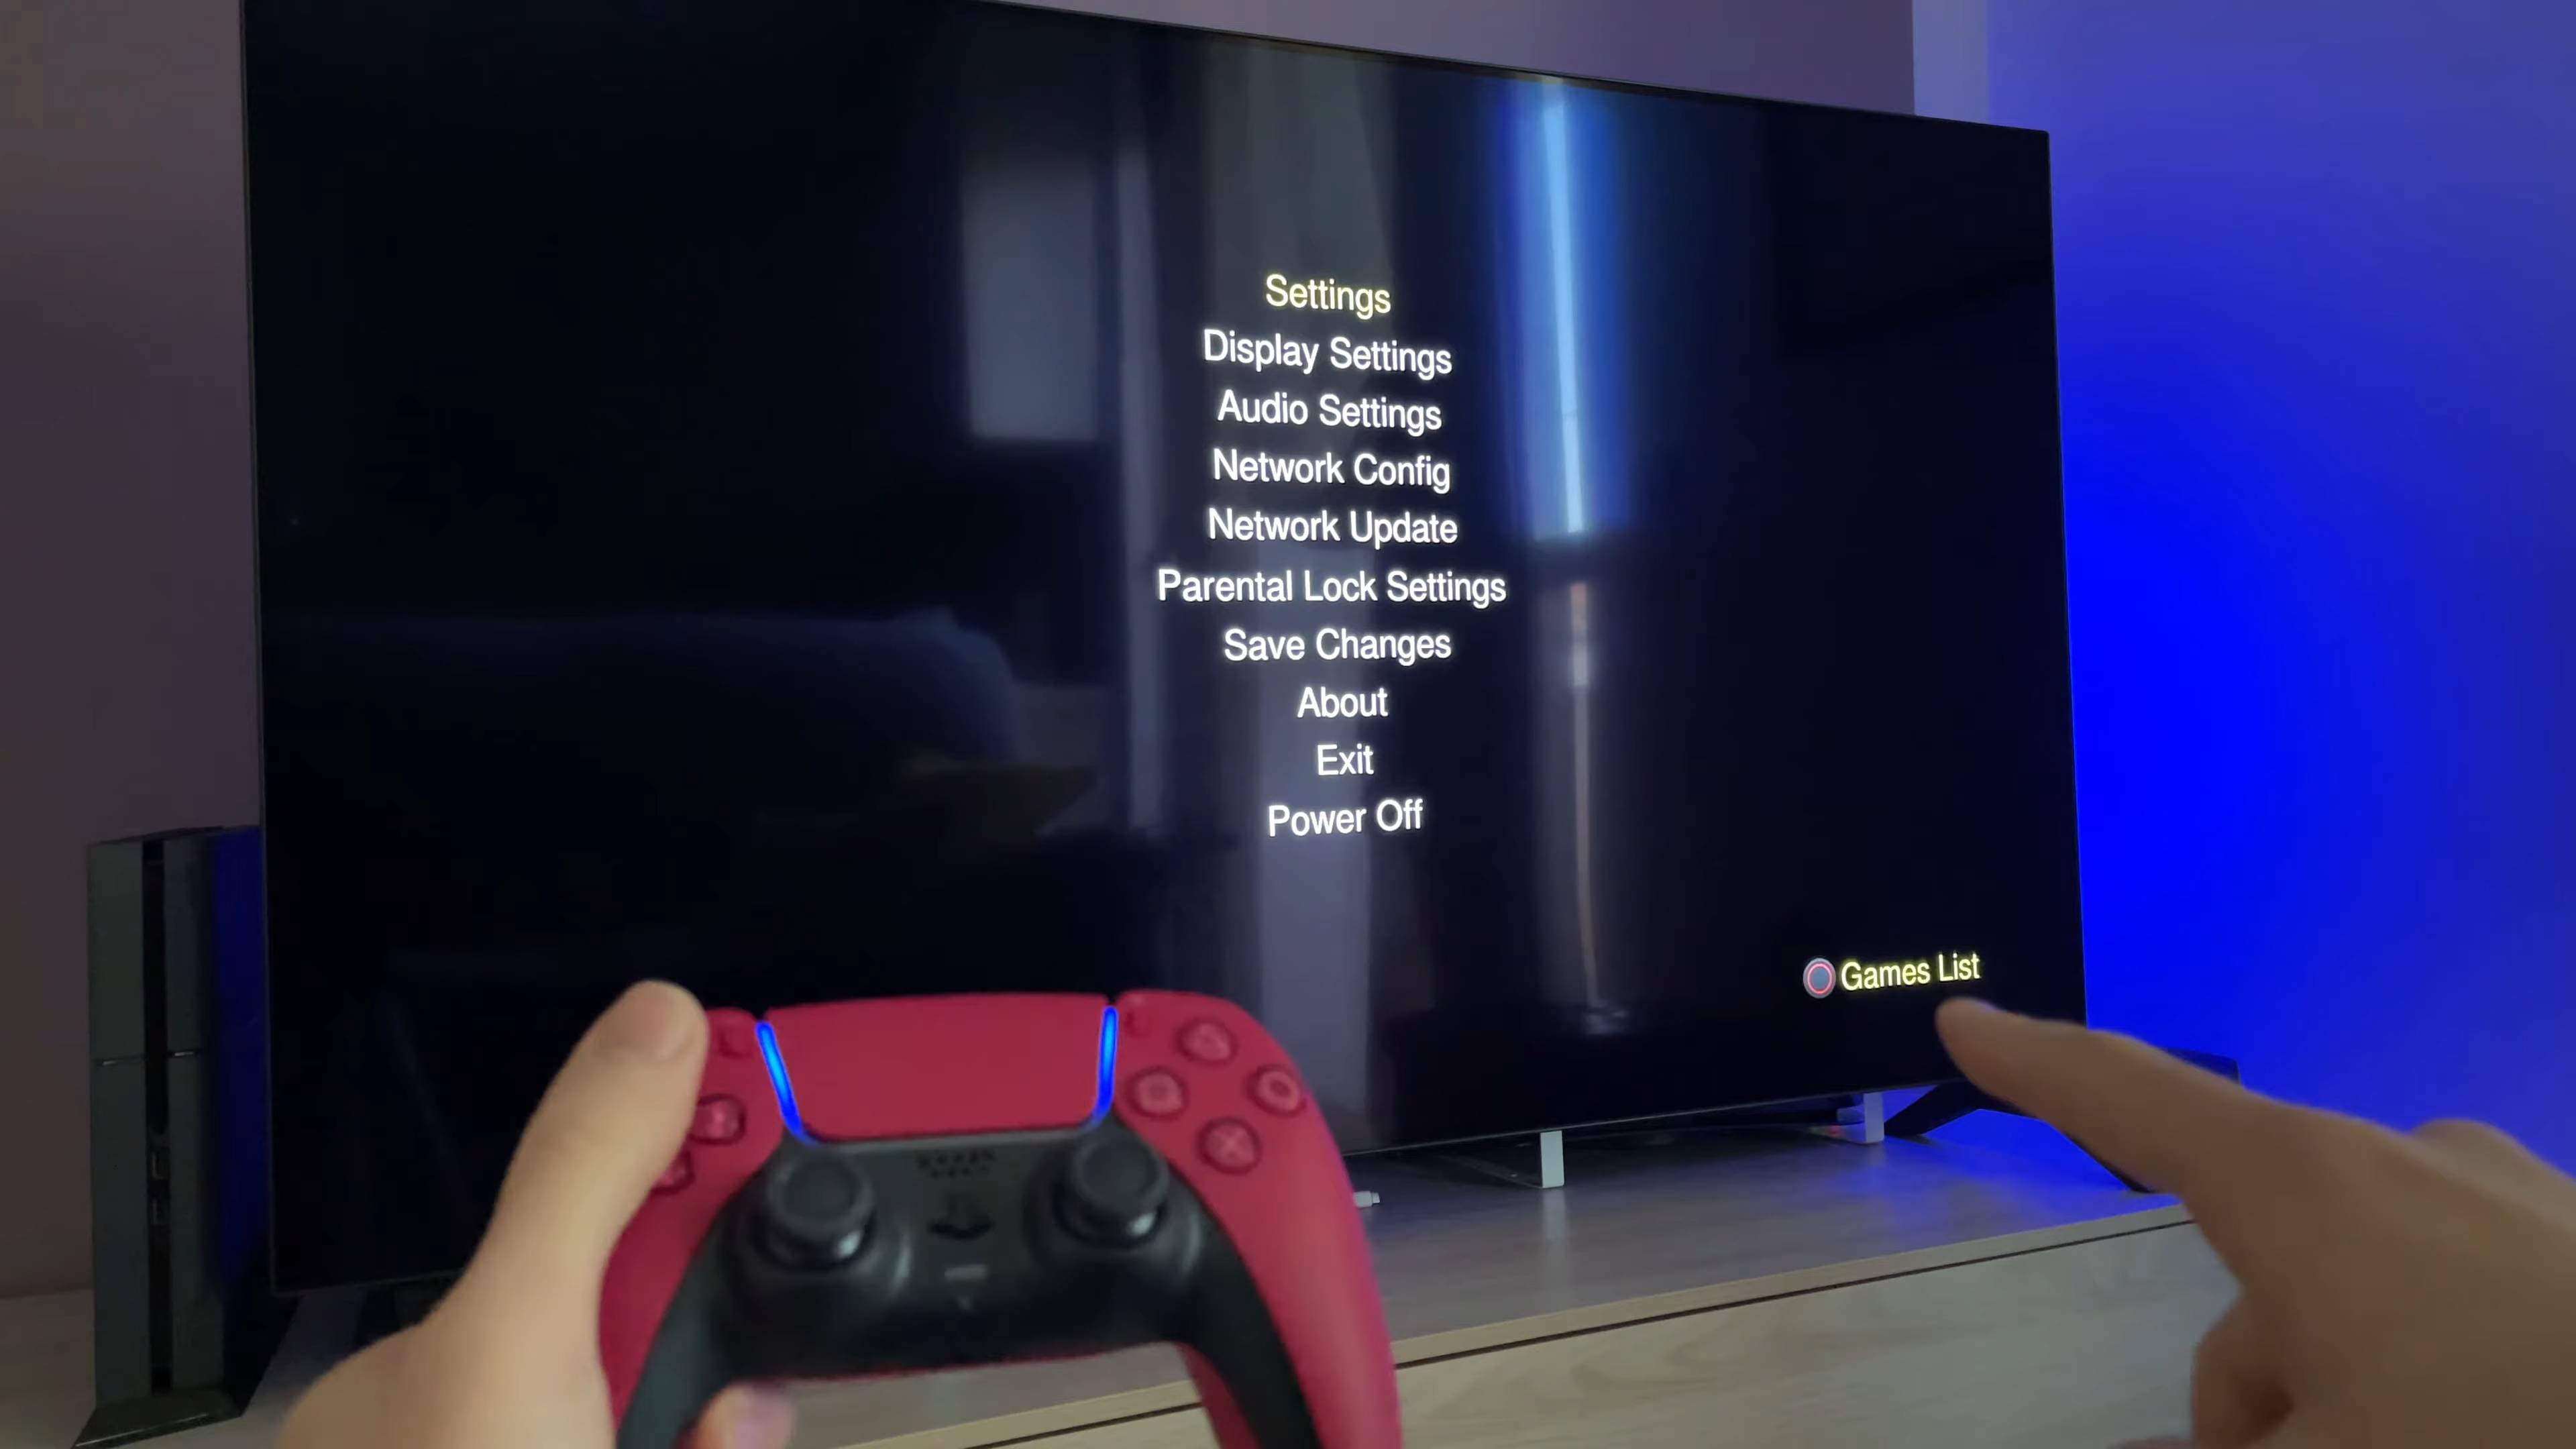 Settings
Display Settings
Audio Settings
Network Config
Network Update
Parental Lock Settings
Save Changes
About
Exit
Power Off
Games List